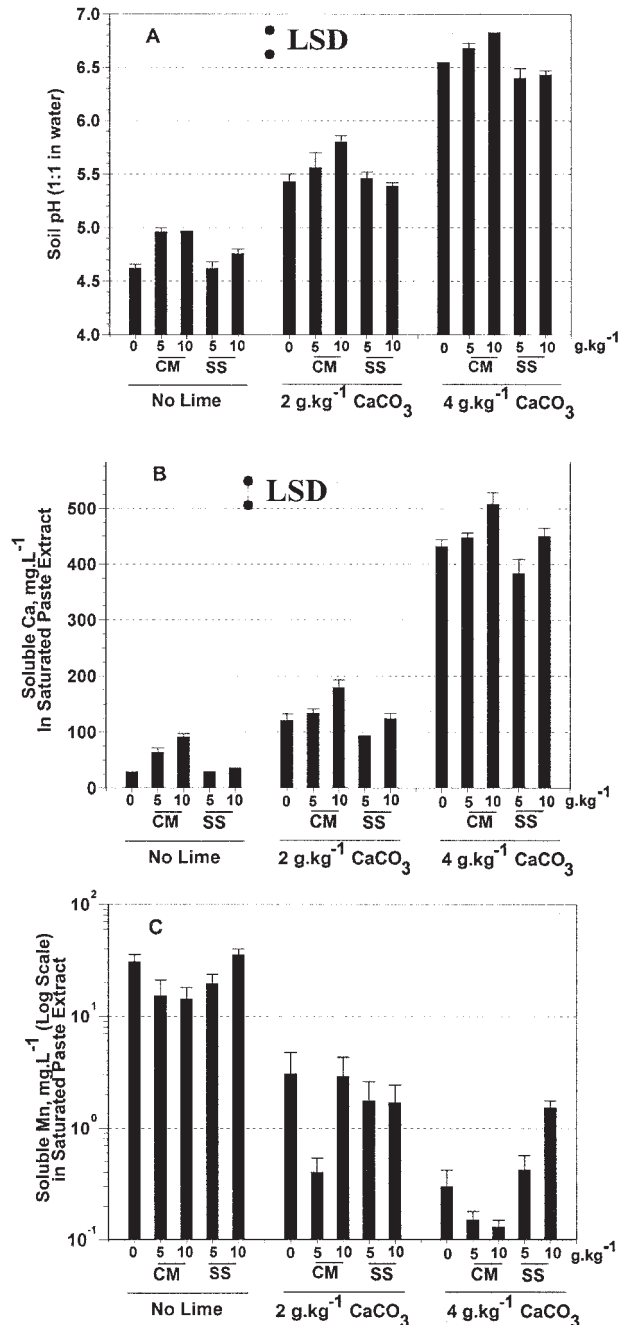 A
LSD
Soil pH (1:1 in water)
7.0
6.5
6.0
5.5
5.0
4.5
4.0
0 5 10 5 10 0 5 10 5 10 0 5 10 5 10 g.kg⁻¹
CM SS CM SS CM SS
No Lime 2 g.kg⁻¹ CaCO₃ 4 g.kg⁻¹ CaCO₃
B
LSD
Soluble Ca, mg.L⁻¹
In Saturated Paste Extract
500
400
300
200
100
0
0 5 10 5 10 0 5 10 5 10 0 5 10 5 10 g.kg⁻¹
CM SS CM SS CM SS
No Lime 2 g.kg⁻¹ CaCO₃ 4 g.kg⁻¹ CaCO₃
C
Soluble Mn, mg.L⁻¹ (Log Scale)
in Saturated Paste Extract
10²
10¹
10⁰
10⁻¹
0 5 10 5 10 0 5 10 5 10 0 5 10 5 10 g.kg⁻¹
CM SS CM SS CM SS
No Lime 2 g.kg⁻¹ CaCO₃ 4 g.kg⁻¹ CaCO₃